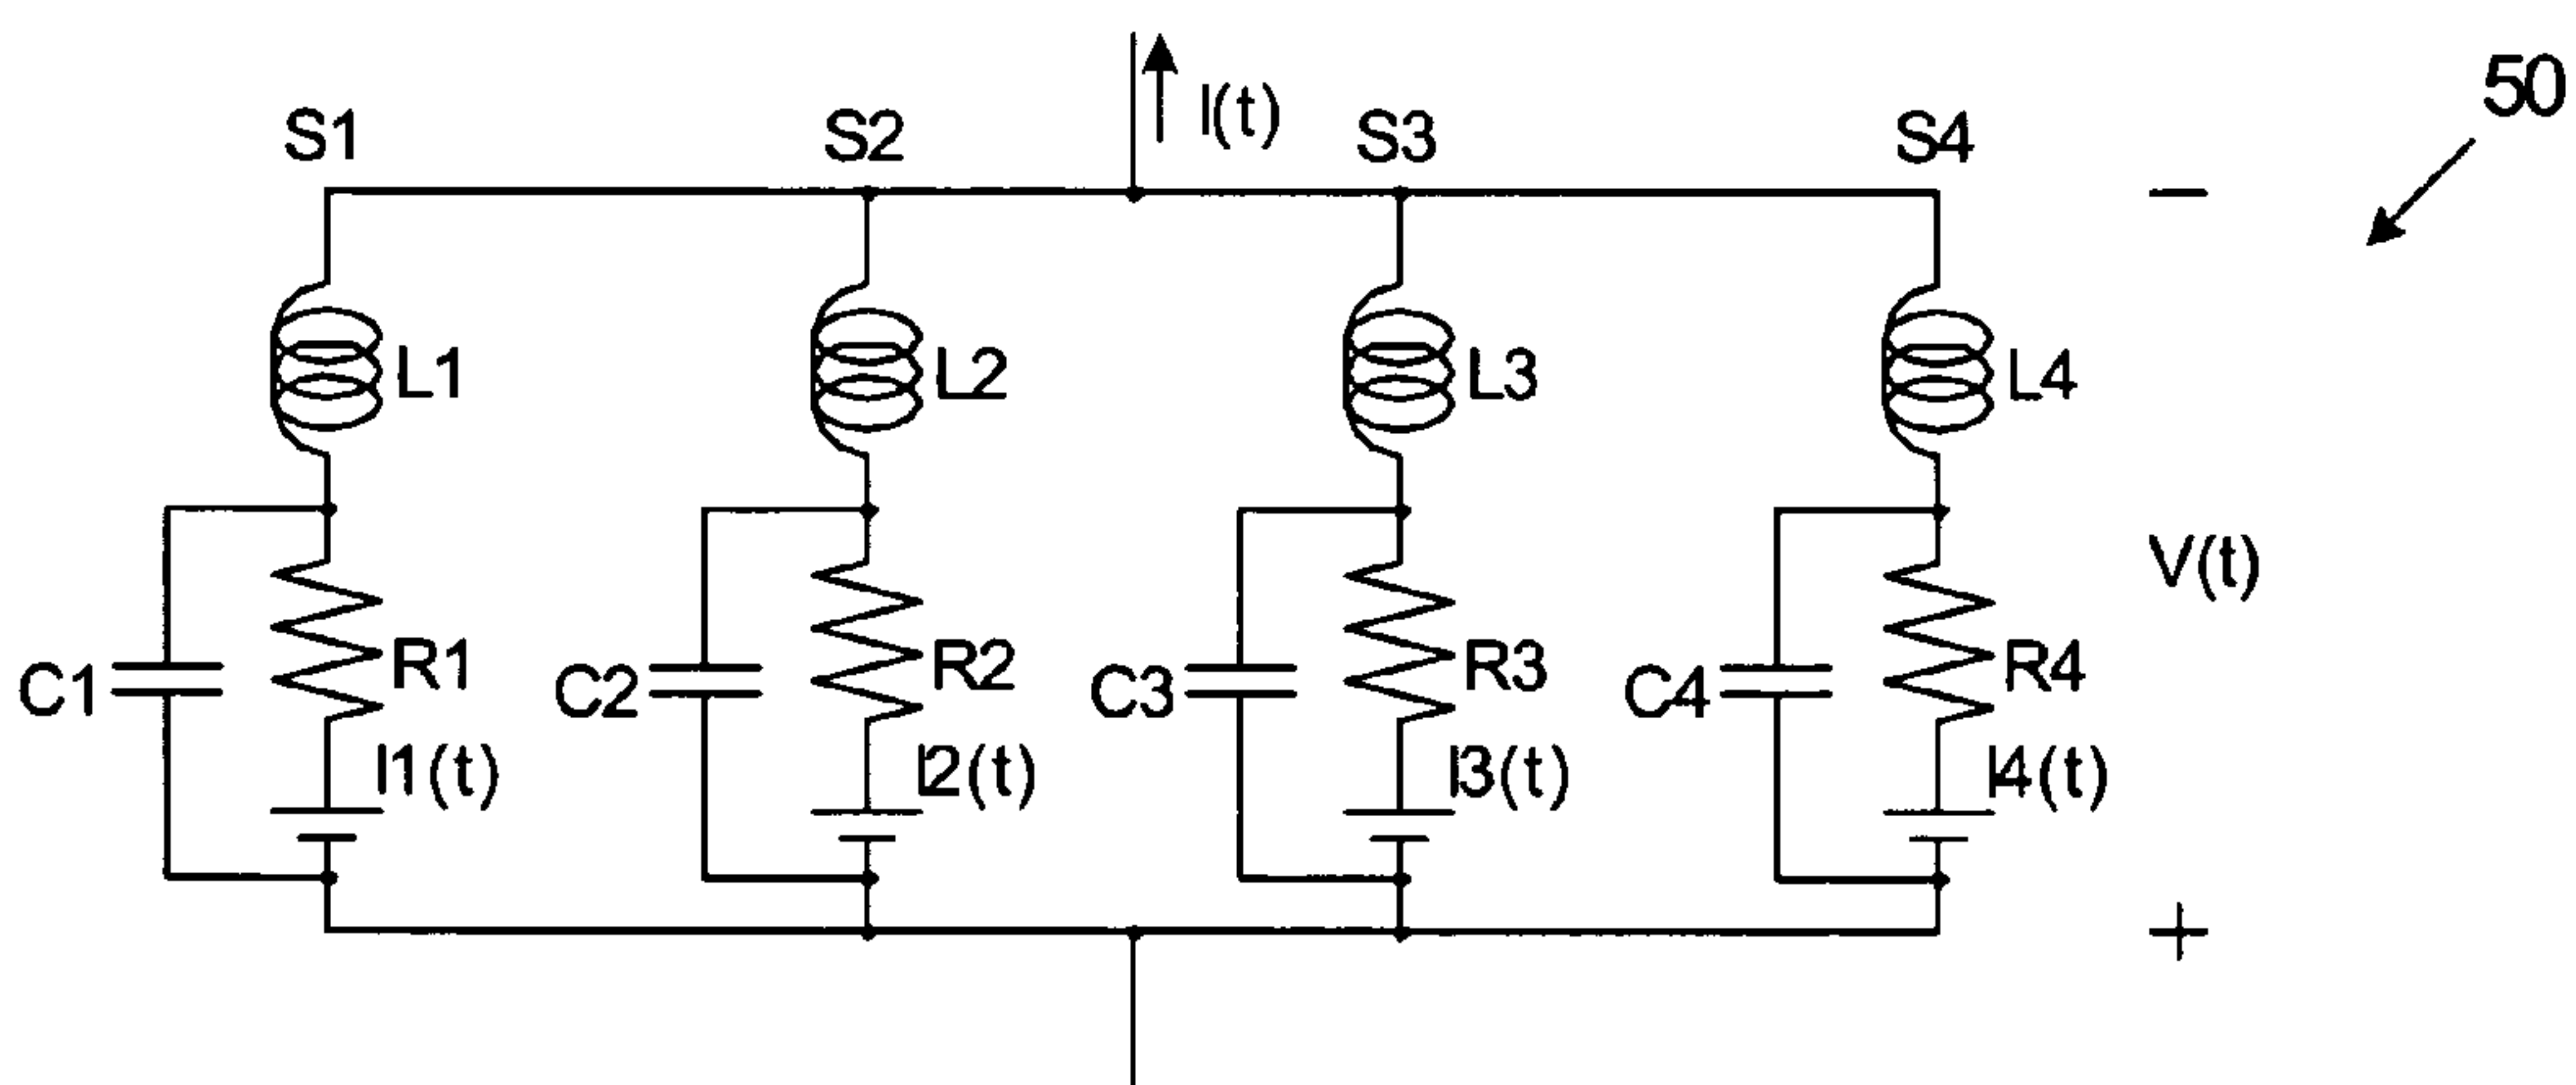 50
I(t)
S1 S2 S3 S4
−
L1 L2 L3 L4
V(t)
C1 R1 C2 R2 C3 R3 C4 R4
I1(t) I2(t) I3(t) I4(t)
+